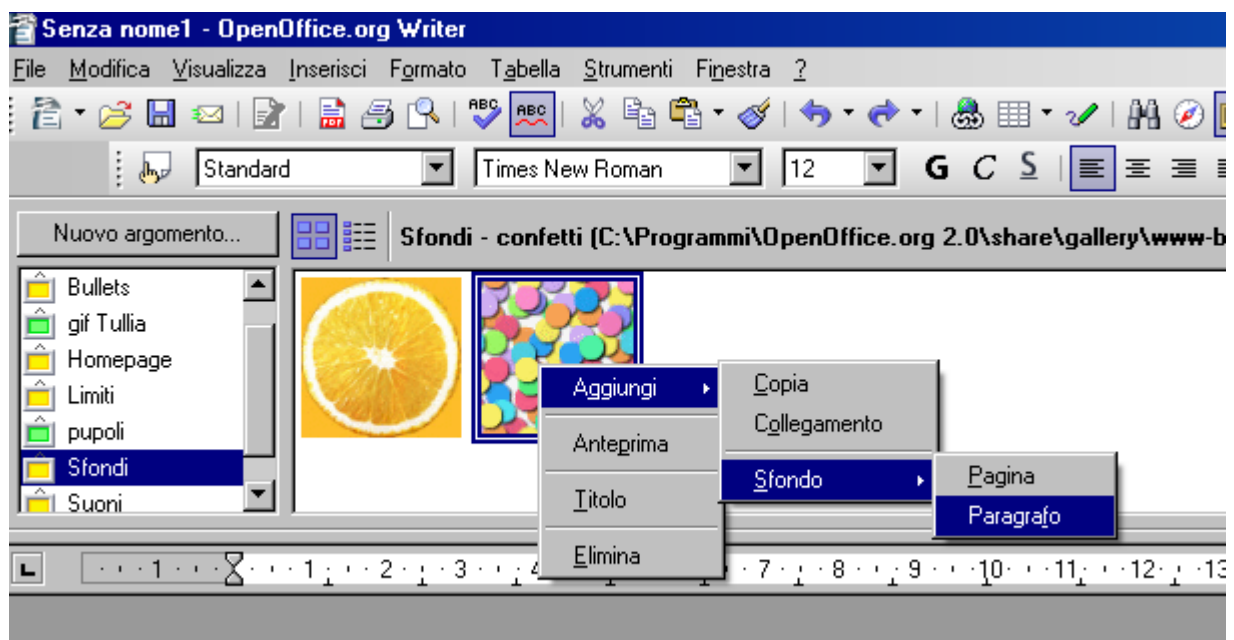 Senza nome1 - OpenOffice.org Writer
File Modifica Visualizza Inserisci Formato Tabella Strumenti Finestra ?
PDF ABC ABC
Standard Times New Roman 12 G C S
Nuovo argomento... Sfondi - confetti (C:\Programmi\OpenOffice.org 2.0\share\gallery\www-b
Bullets
gif Tullia
Homepage
Limiti
pupoli
Sfondi
Suoni
Aggiungi
Anteprima
Titolo
Elimina
Copia
Collegamento
Sfondo
Pagina
Paragrafo
1 1 2 3 4 7 8 9 10 11 12 13